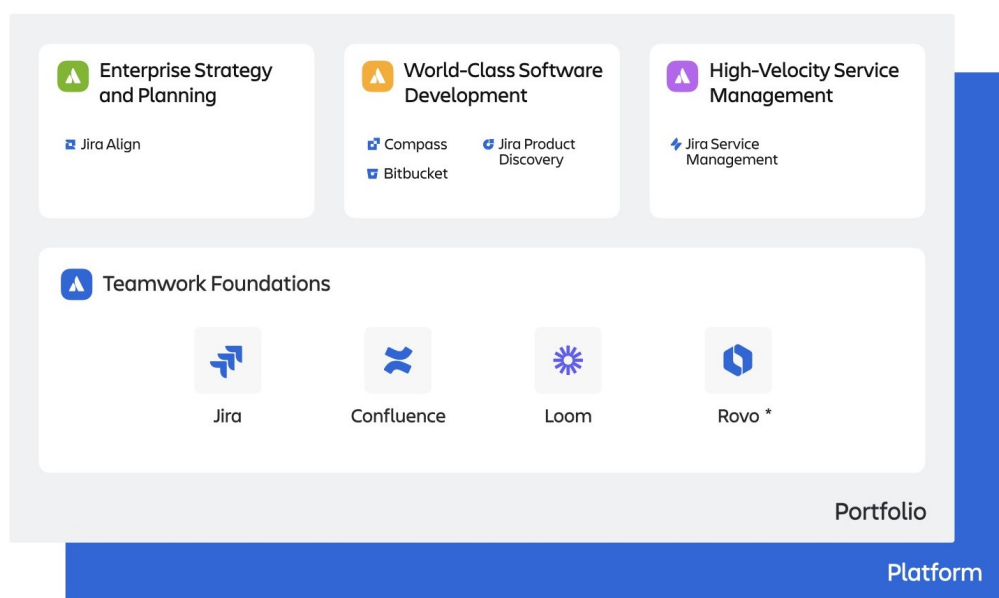 Enterprise Strategy
and Planning
Jira Align
World-Class Software
Development
Compass
Bitbucket
Jira Product
Discovery
High-Velocity Service
Management
Jira Service
Management
Teamwork Foundations
Jira
Confluence
Loom
Rovo *
Portfolio
Platform